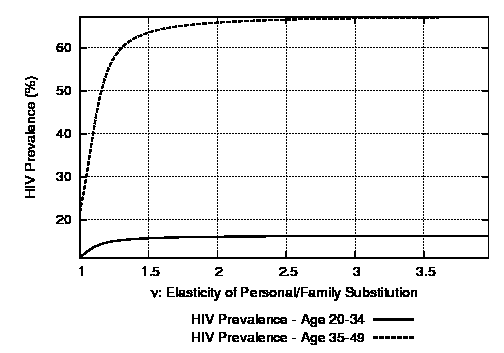 60
50
40
30
20
HIV Prevalence (%)
1 1.5 2 2.5 3 3.5
ν: Elasticity of Personal/Family Substitution
HIV Prevalence - Age 20-34
HIV Prevalence - Age 35-49